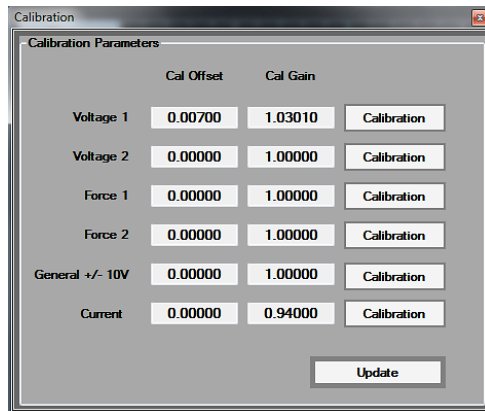 Calibration
Calibration Parameters
Cal Offset Cal Gain
Voltage 1 0.00700 1.03010 Calibration
Voltage 2 0.00000 1.00000 Calibration
Force 1 0.00000 1.00000 Calibration
Force 2 0.00000 1.00000 Calibration
General +/- 10V 0.00000 1.00000 Calibration
Current 0.00000 0.94000 Calibration
Update